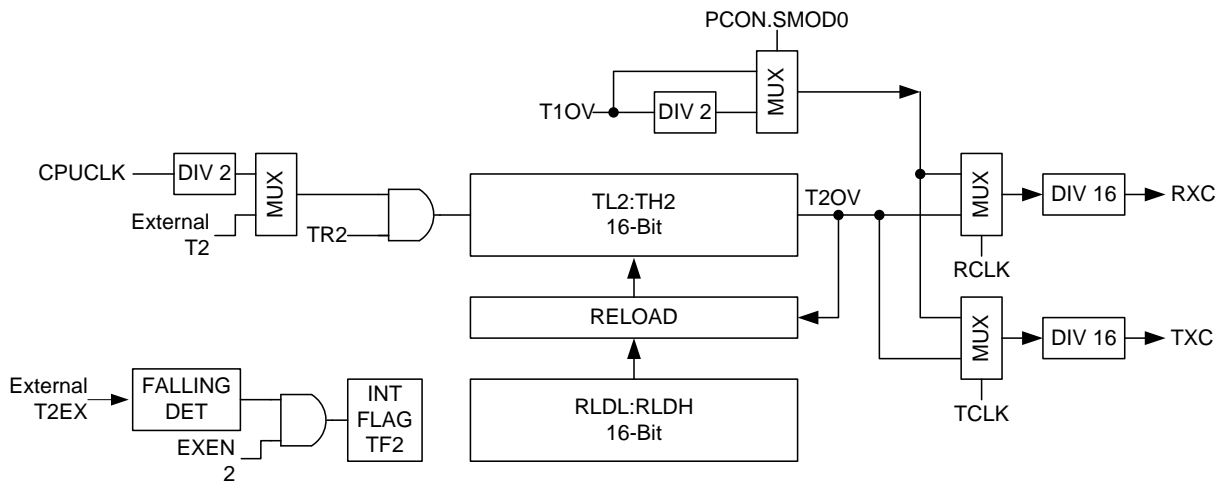 PCON.SMOD0
MUX
T1OV
DIV 2
CPUCLK
DIV 2
MUX
External
T2
TR2
TL2:TH2
16-Bit
T2OV
MUX
DIV 16
RXC
RCLK
RELOAD
MUX
DIV 16
TXC
TCLK
External
T2EX
FALLING
DET
EXEN
2
INT
FLAG
TF2
RLDL:RLDH
16-Bit